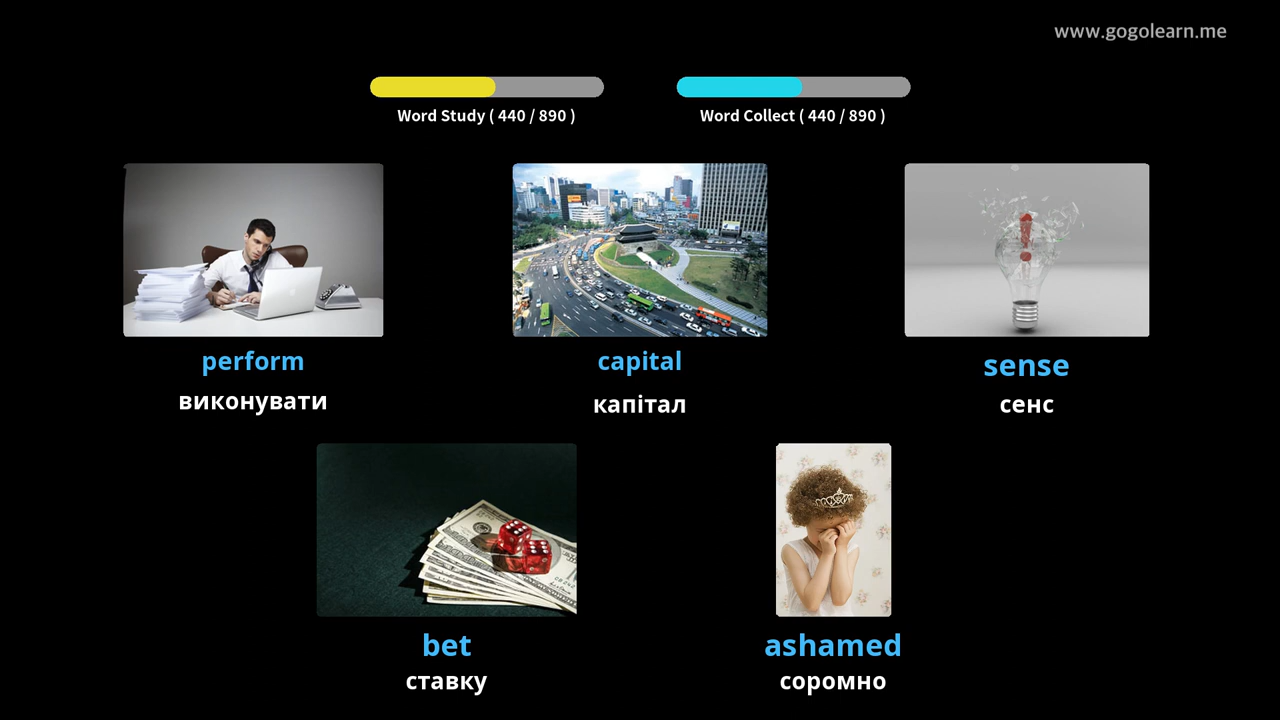 www.gogolearn.me
Word Study ( 440 / 890 )
Word Collect ( 440 / 890 )
perform
виконувати
capital
капітал
sense
сенс
bet
ставку
ashamed
соромно